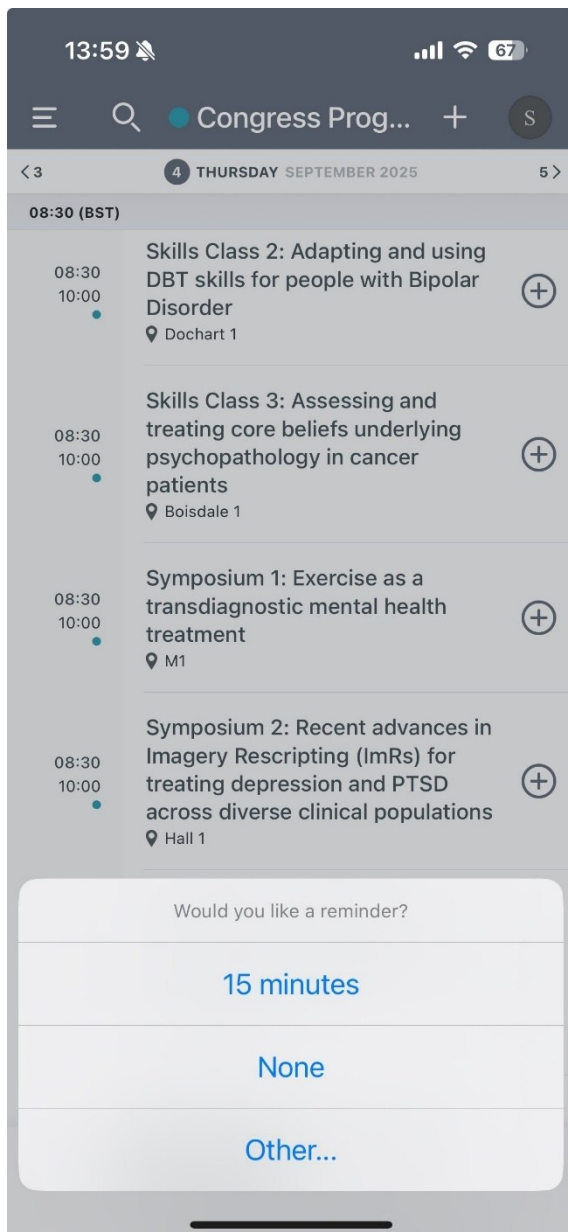 13:59
67
Congress Prog...
S
3
4 THURSDAY SEPTEMBER 2025
5
08:30 (BST)
08:30
10:00
Skills Class 2: Adapting and using
DBT skills for people with Bipolar
Disorder
Dochart 1
08:30
10:00
Skills Class 3: Assessing and
treating core beliefs underlying
psychopathology in cancer
patients
Boisdale 1
08:30
10:00
Symposium 1: Exercise as a
transdiagnostic mental health
treatment
M1
08:30
10:00
Symposium 2: Recent advances in
Imagery Rescripting (ImRs) for
treating depression and PTSD
across diverse clinical populations
Hall 1
Would you like a reminder?
15 minutes
None
Other...